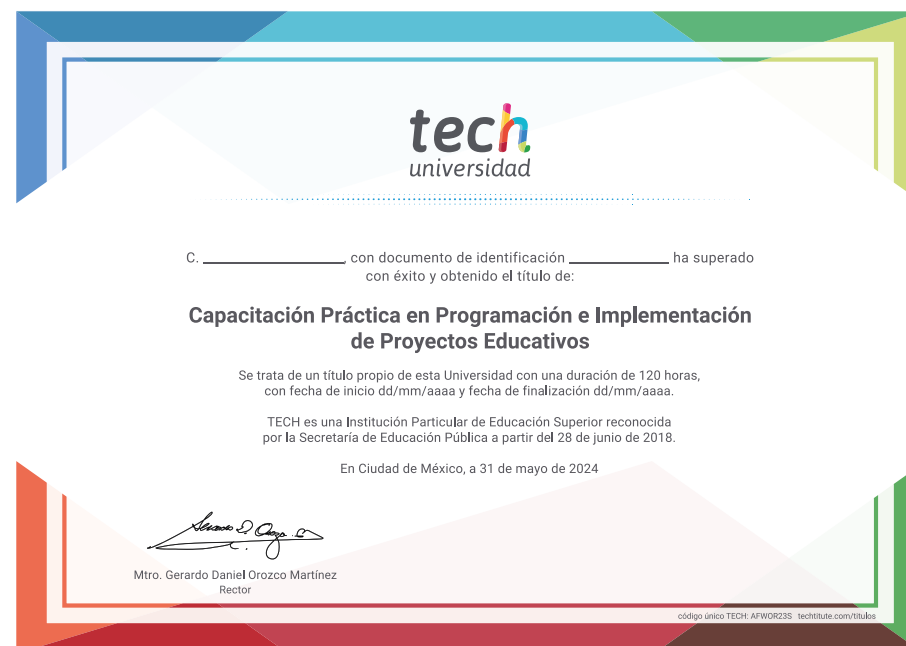 tech
universidad
C. ____________________, con documento de identificación ______________ ha superado
con éxito y obtenido el título de:
Capacitación Práctica en Programación e Implementación
de Proyectos Educativos
Se trata de un título propio de esta Universidad con una duración de 120 horas,
con fecha de inicio dd/mm/aaaa y fecha de finalización dd/mm/aaaa.
TECH es una Institución Particular de Educación Superior reconocida
por la Secretaría de Educación Pública a partir del 28 de junio de 2018.
En Ciudad de México, a 31 de mayo de 2024
Mtro. Gerardo Daniel Orozco Martínez
Rector
código único TECH: AFWOR23S techtitute.com/titulos